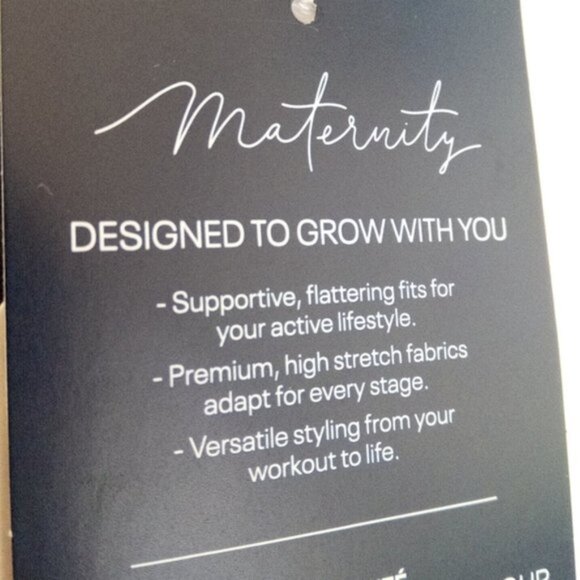 Maternity
DESIGNED TO GROW WITH YOU
- Supportive, flattering fits for
your active lifestyle.
- Premium, high stretch fabrics
adapt for every stage.
- Versatile styling from your
workout to life.